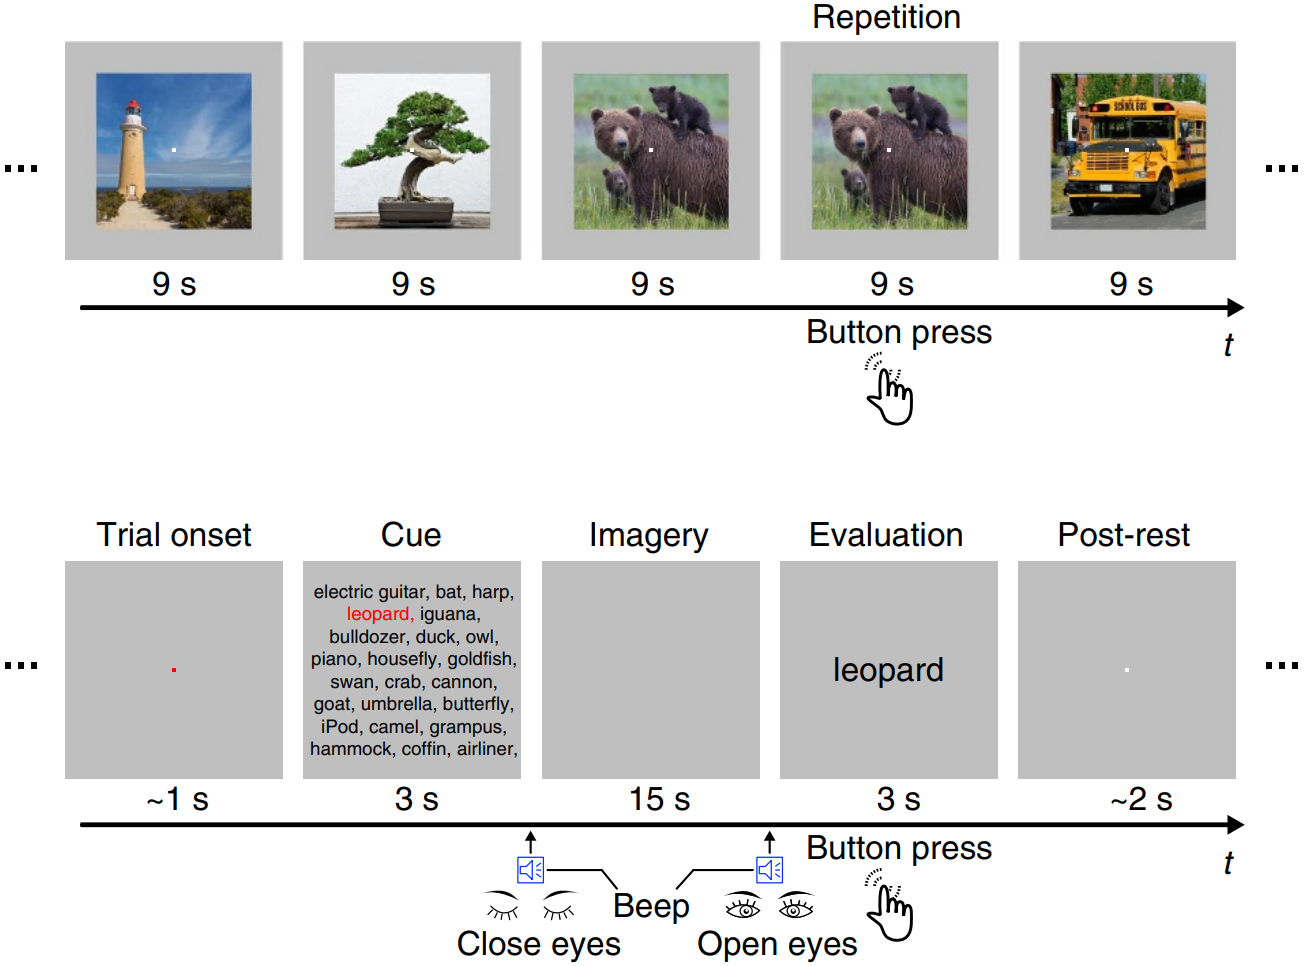 Repetition
...
SCHOOL BUS
...
9 s
9 s
9 s
9 s
9 s
Button press
t
Trial onset
Cue
Imagery
Evaluation
Post-rest
...
electric guitar, bat, harp,
leopard, iguana,
bulldozer, duck, owl,
piano, housefly, goldfish,
swan, crab, cannon,
goat, umbrella, butterfly,
iPod, camel, grampus,
hammock, coffin, airliner,
leopard
...
~1 s
3 s
15 s
3 s
~2 s
Button press
t
Beep
Close eyes
Open eyes